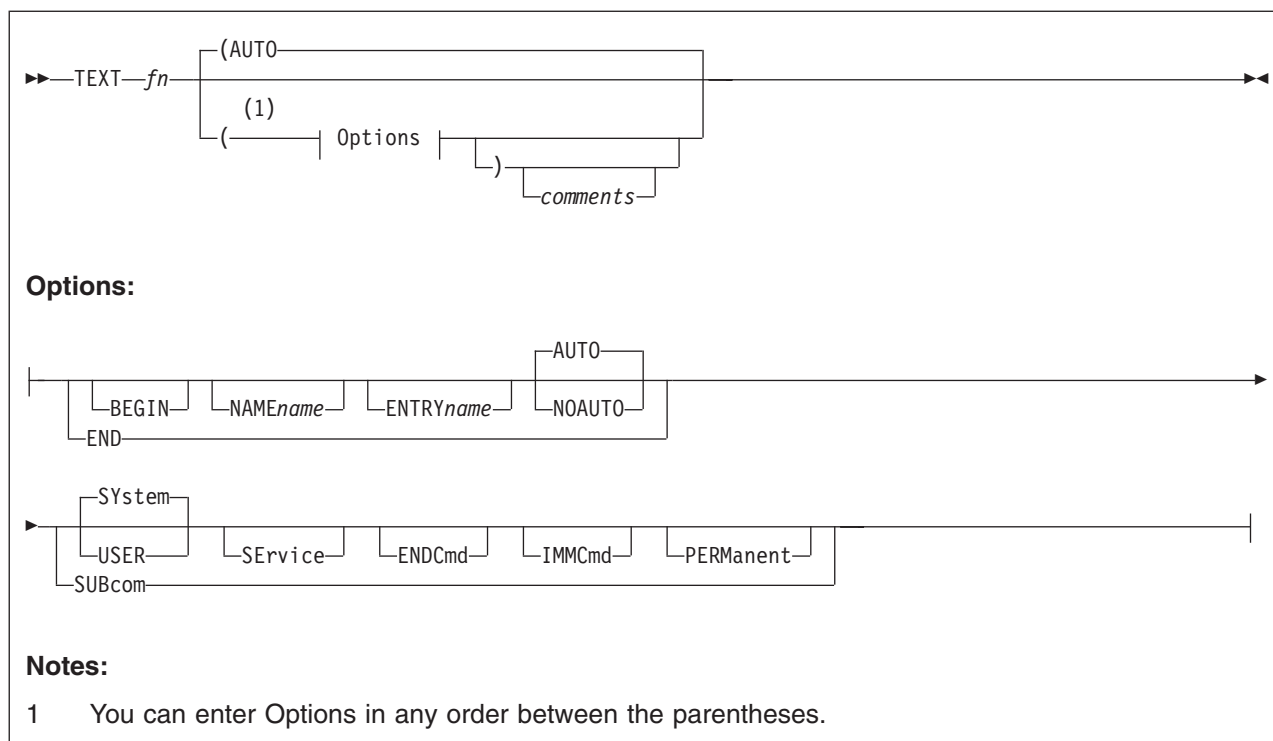 (AUTO
TEXT fn
(1)
( Options
)
comments
Options:
AUTO
BEGIN NAMEname ENTRYname NOAUTO
END
SYstem
USER SErvice ENDCmd IMMCmd PERManent
SUBcom
Notes:
1 You can enter Options in any order between the parentheses.